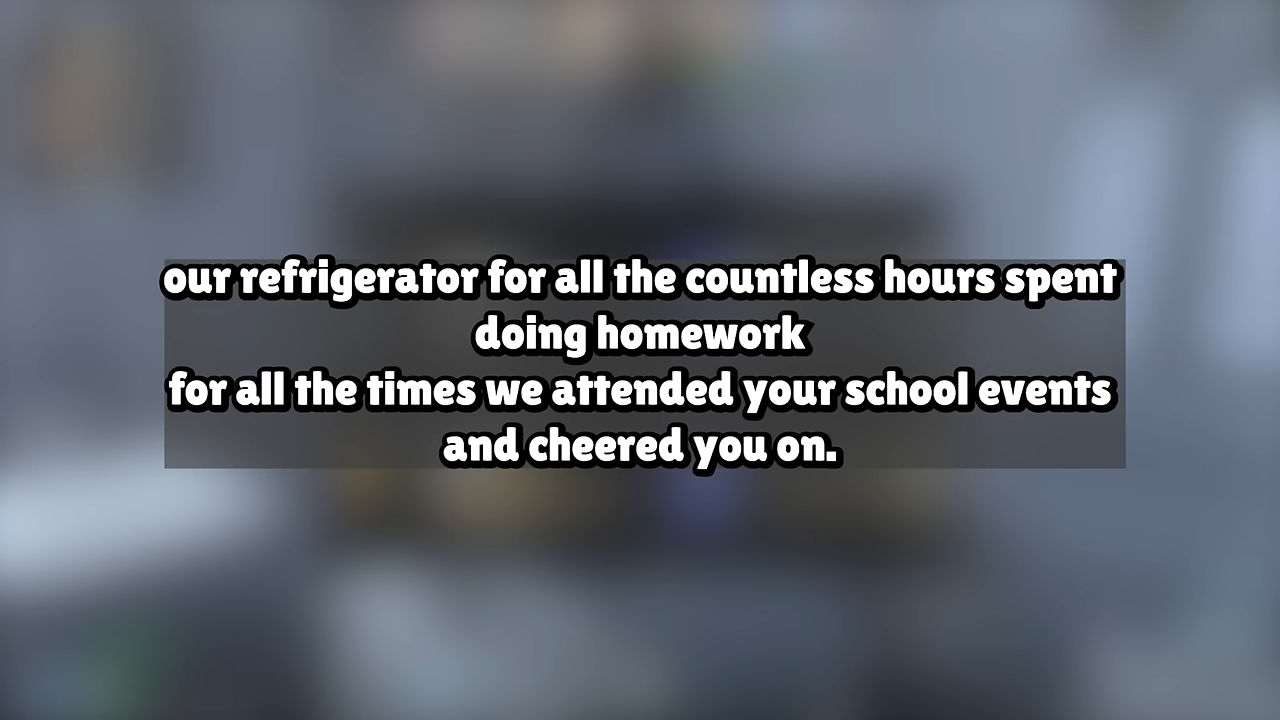 our refrigerator for all the countless hours spent
doing homework
for all the times we attended your school events
and cheered you on.